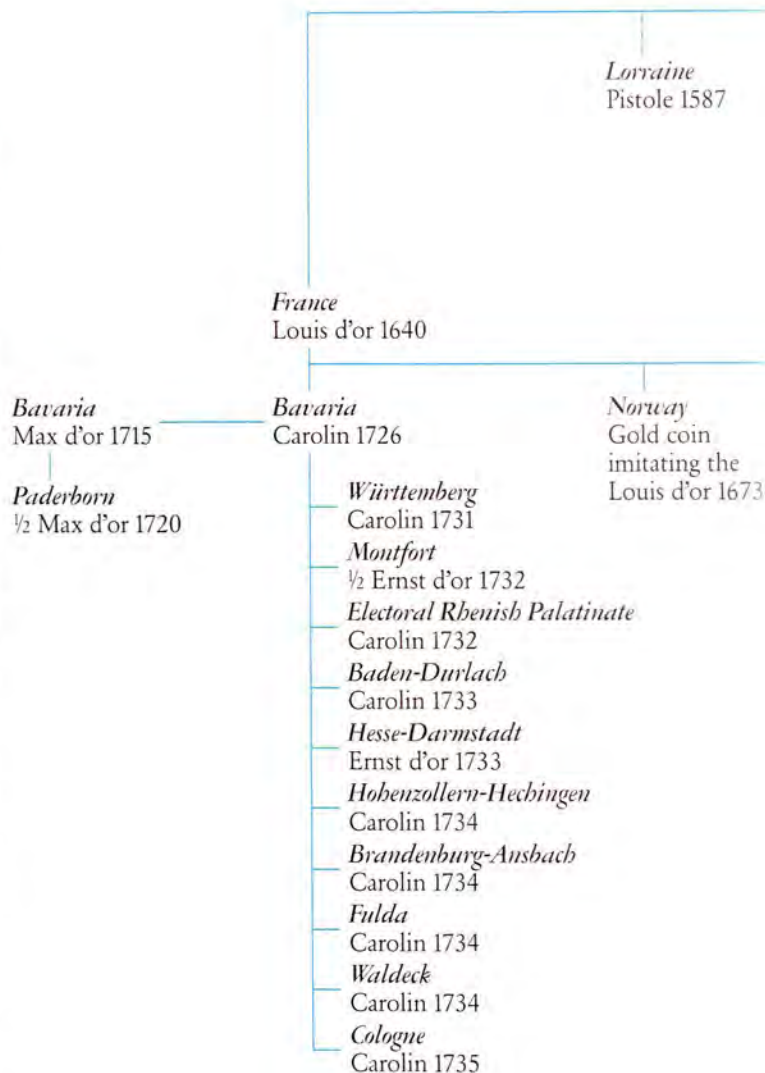 Lorraine
Pistole 1587
France
Louis d'or 1640
Bavaria
Max d'or 1715
Paderborn
½ Max d'or 1720
Bavaria
Carolin 1726
Norway
Gold coin
imitating the
Louis d'or 1673
Württemberg
Carolin 1731
Montfort
½ Ernst d'or 1732
Electoral Rhenish Palatinate
Carolin 1732
Baden-Durlach
Carolin 1733
Hesse-Darmstadt
Ernst d'or 1733
Hohenzollern-Hechingen
Carolin 1734
Brandenburg-Ansbach
Carolin 1734
Fulda
Carolin 1734
Waldeck
Carolin 1734
Cologne
Carolin 1735